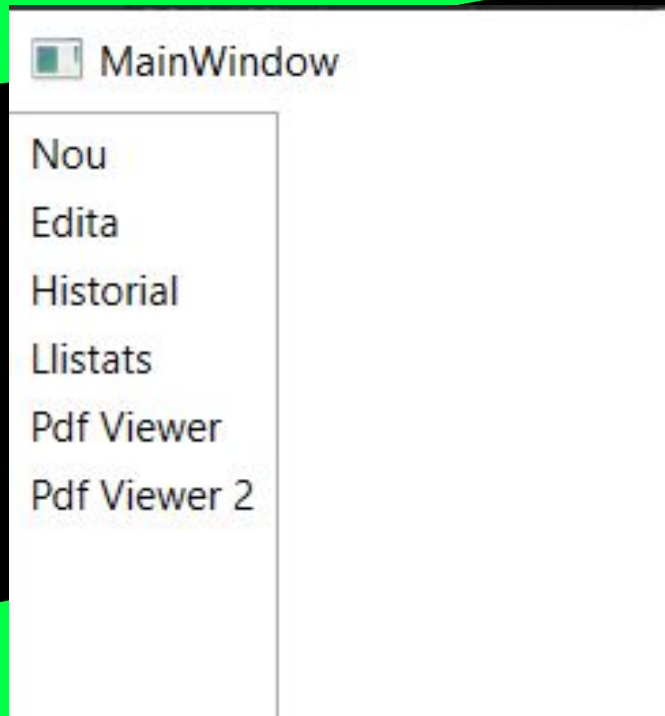 MainWindow
Nou
Edita
Historial
Llistats
Pdf Viewer
Pdf Viewer 2